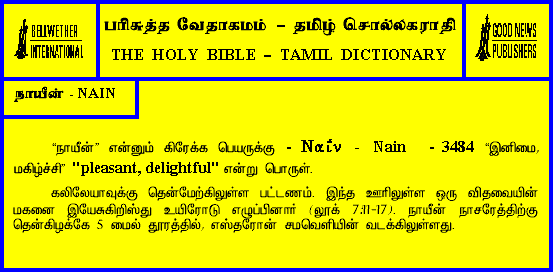 BELLWETHER
INTERNATIONAL
பரிசுத்த வேதாகமம் – தமிழ் சொல்லகராதி
THE HOLY BIBLE – TAMIL DICTIONARY
GOOD NEWS
PUBLISHERS
நாயீன் - NAIN
“நாயீன்” என்னும் கிரேக்க பெயருக்கு - Ναΐν - Nain - 3484 “இனிமை,
மகிழ்ச்சி” "pleasant, delightful" என்று பொருள்.
கலிலேயாவுக்கு தென்மேற்கிலுள்ள பட்டணம். இந்த ஊரிலுள்ள ஒரு விதவையின்
மகனை இயேசுகிறிஸ்து உயிரோடு எழுப்பினார் (லூக் 7:11-17). நாயீன் நாசரேத்திற்கு
தென்கிழக்கே 5 மைல் தூரத்தில், எஸ்தரோன் சமவெளியின் வடக்கிலுள்ளது.